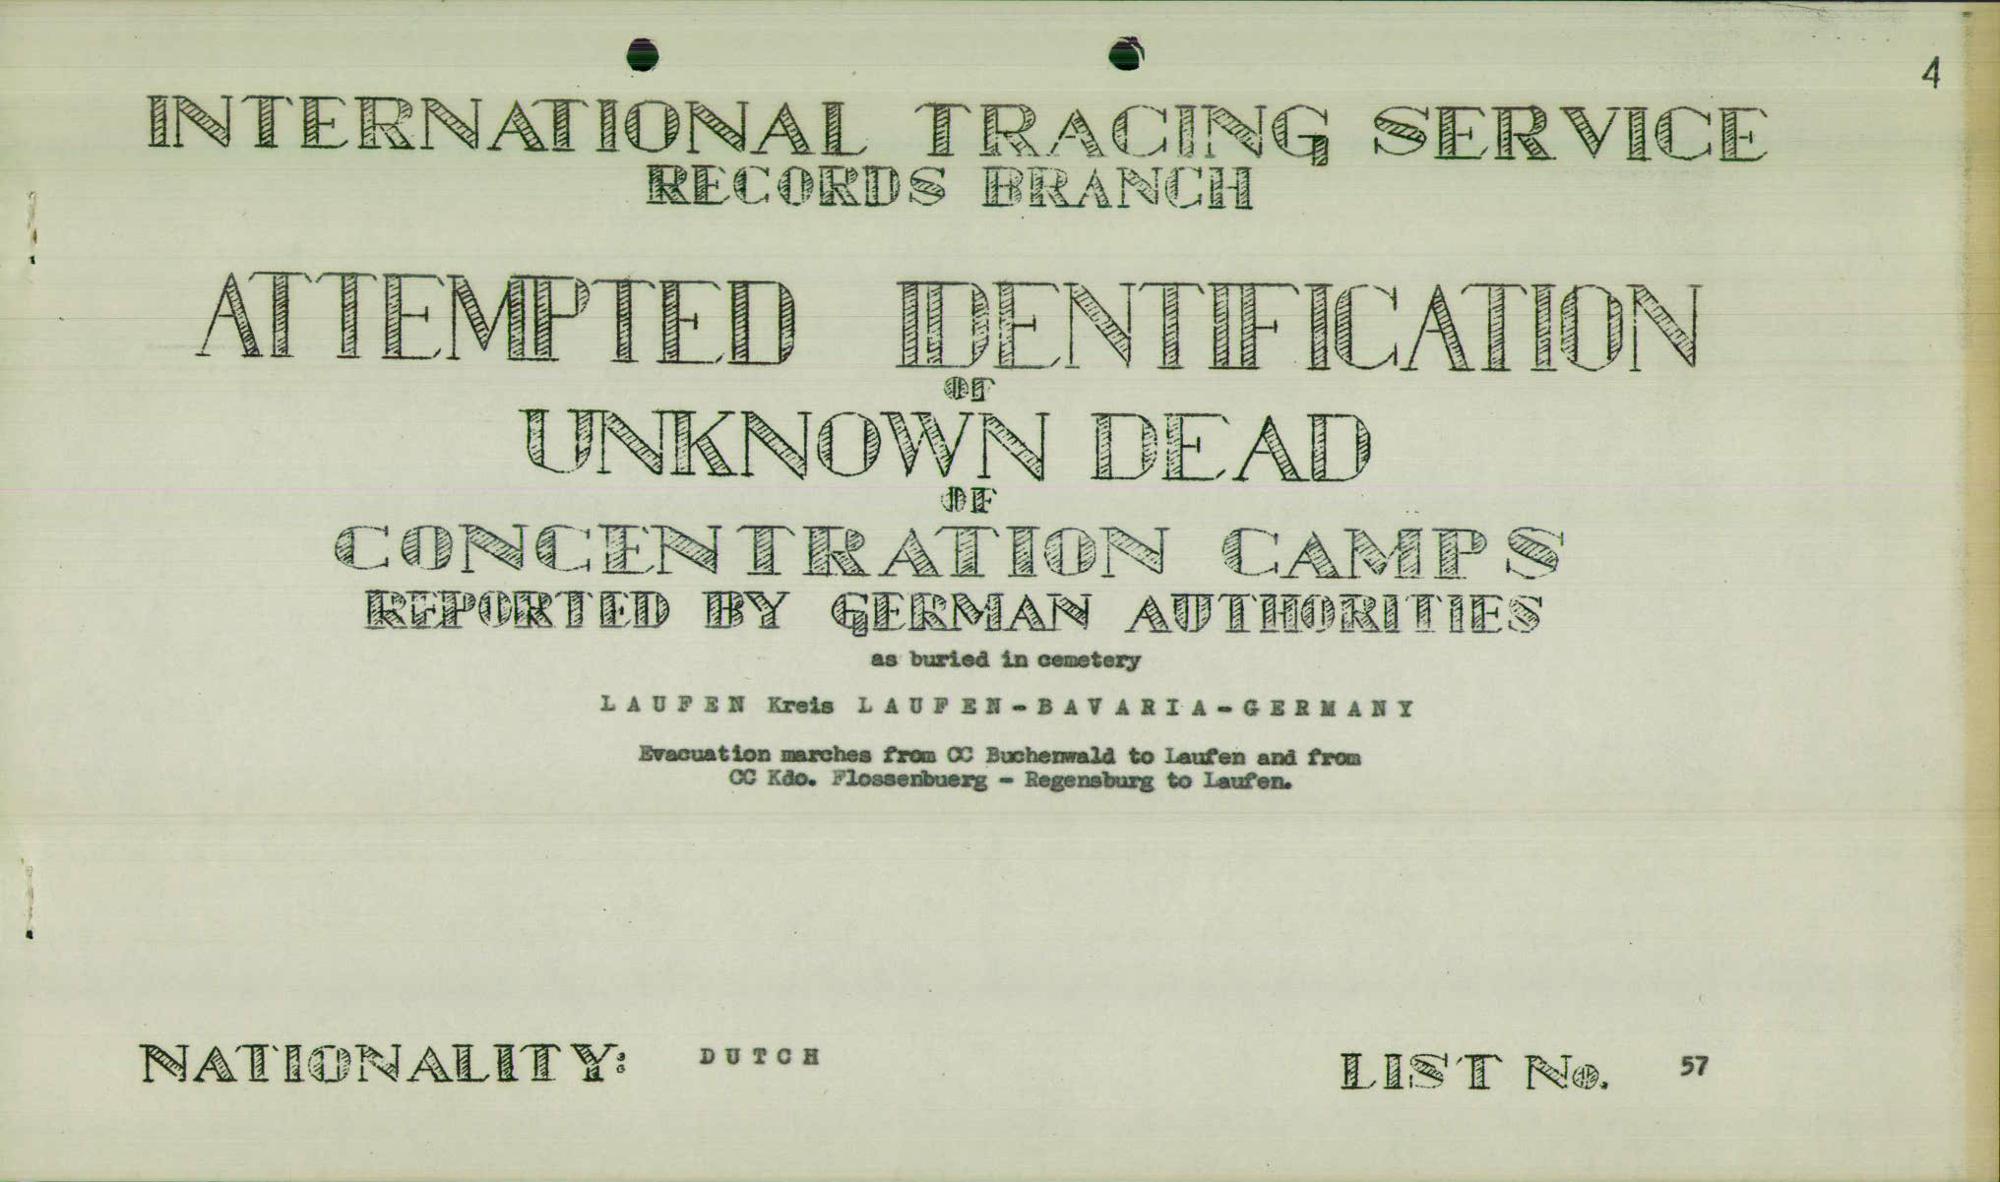 4
INTERNATIONAL TRACING SERVICE
RECORDS BRANCH
ATTEMPTED IDENTIFICATION
OF
UNKNOWN DEAD
OF
CONCENTRATION CAMPS
REPORTED BY GERMAN AUTHORITIES
as buried in cemetery
LAUFEN Kreis LAUFEN-BAVARIA-GERMANY
Evacuation marches from CC Buchenwald to Laufen and from
CC Kdo. Flossenbuerg - Regensburg to Laufen.
NATIONALITY: DUTCH LIST No. 57